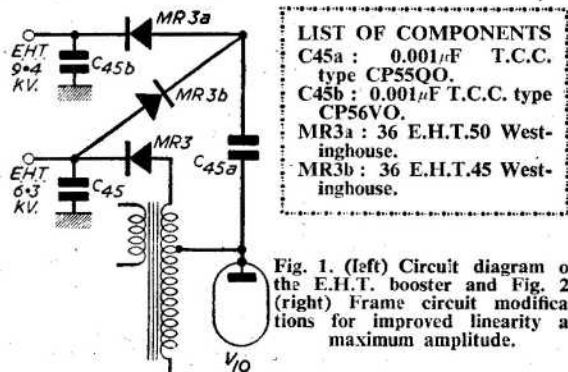 MR3a
E.H.T.
9·4
KV.
C45b
MR3b
E.H.T.
6·3
KV.
C45
MR3
C45a
V10
LIST OF COMPONENTS
C45a : 0.001μF T.C.C.
type CP55QO.
C45b : 0.001μF T.C.C. type
CP56VO.
MR3a : 36 E.H.T.50 West-
inghouse.
MR3b : 36 E.H.T.45 West-
inghouse.
Fig. 1. (left) Circuit diagram o
the E.H.T. booster and Fig. 2
(right) Frame circuit modifica
tions for improved linearity a
maximum amplitude.